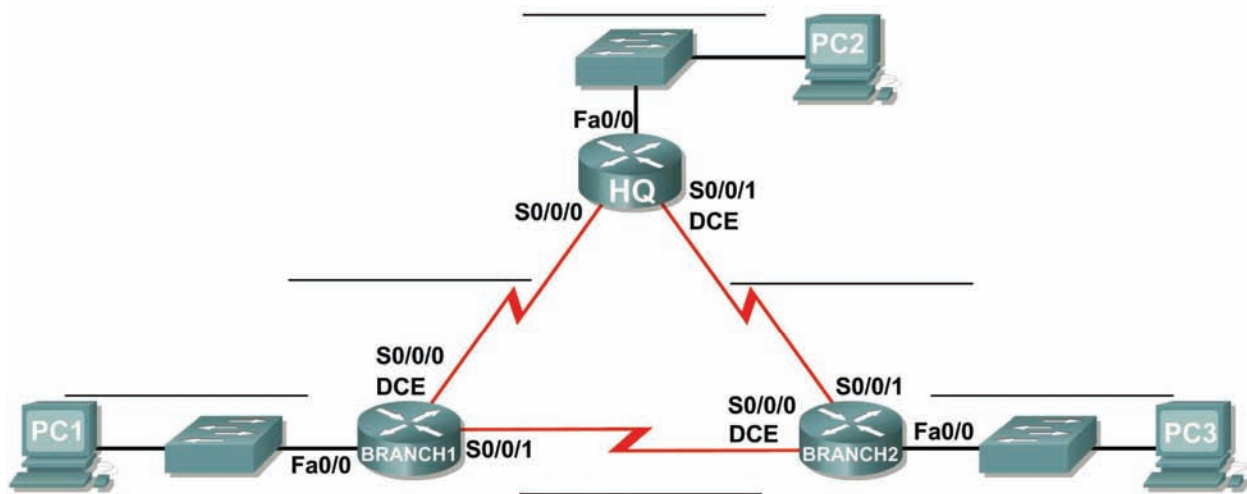 PC2
Fa0/0
HQ
S0/0/1
DCE
S0/0/0
S0/0/0
DCE
S0/0/1
S0/0/0
DCE
PC1
Fa0/0
BRANCH1
S0/0/1
BRANCH2
Fa0/0
PC3